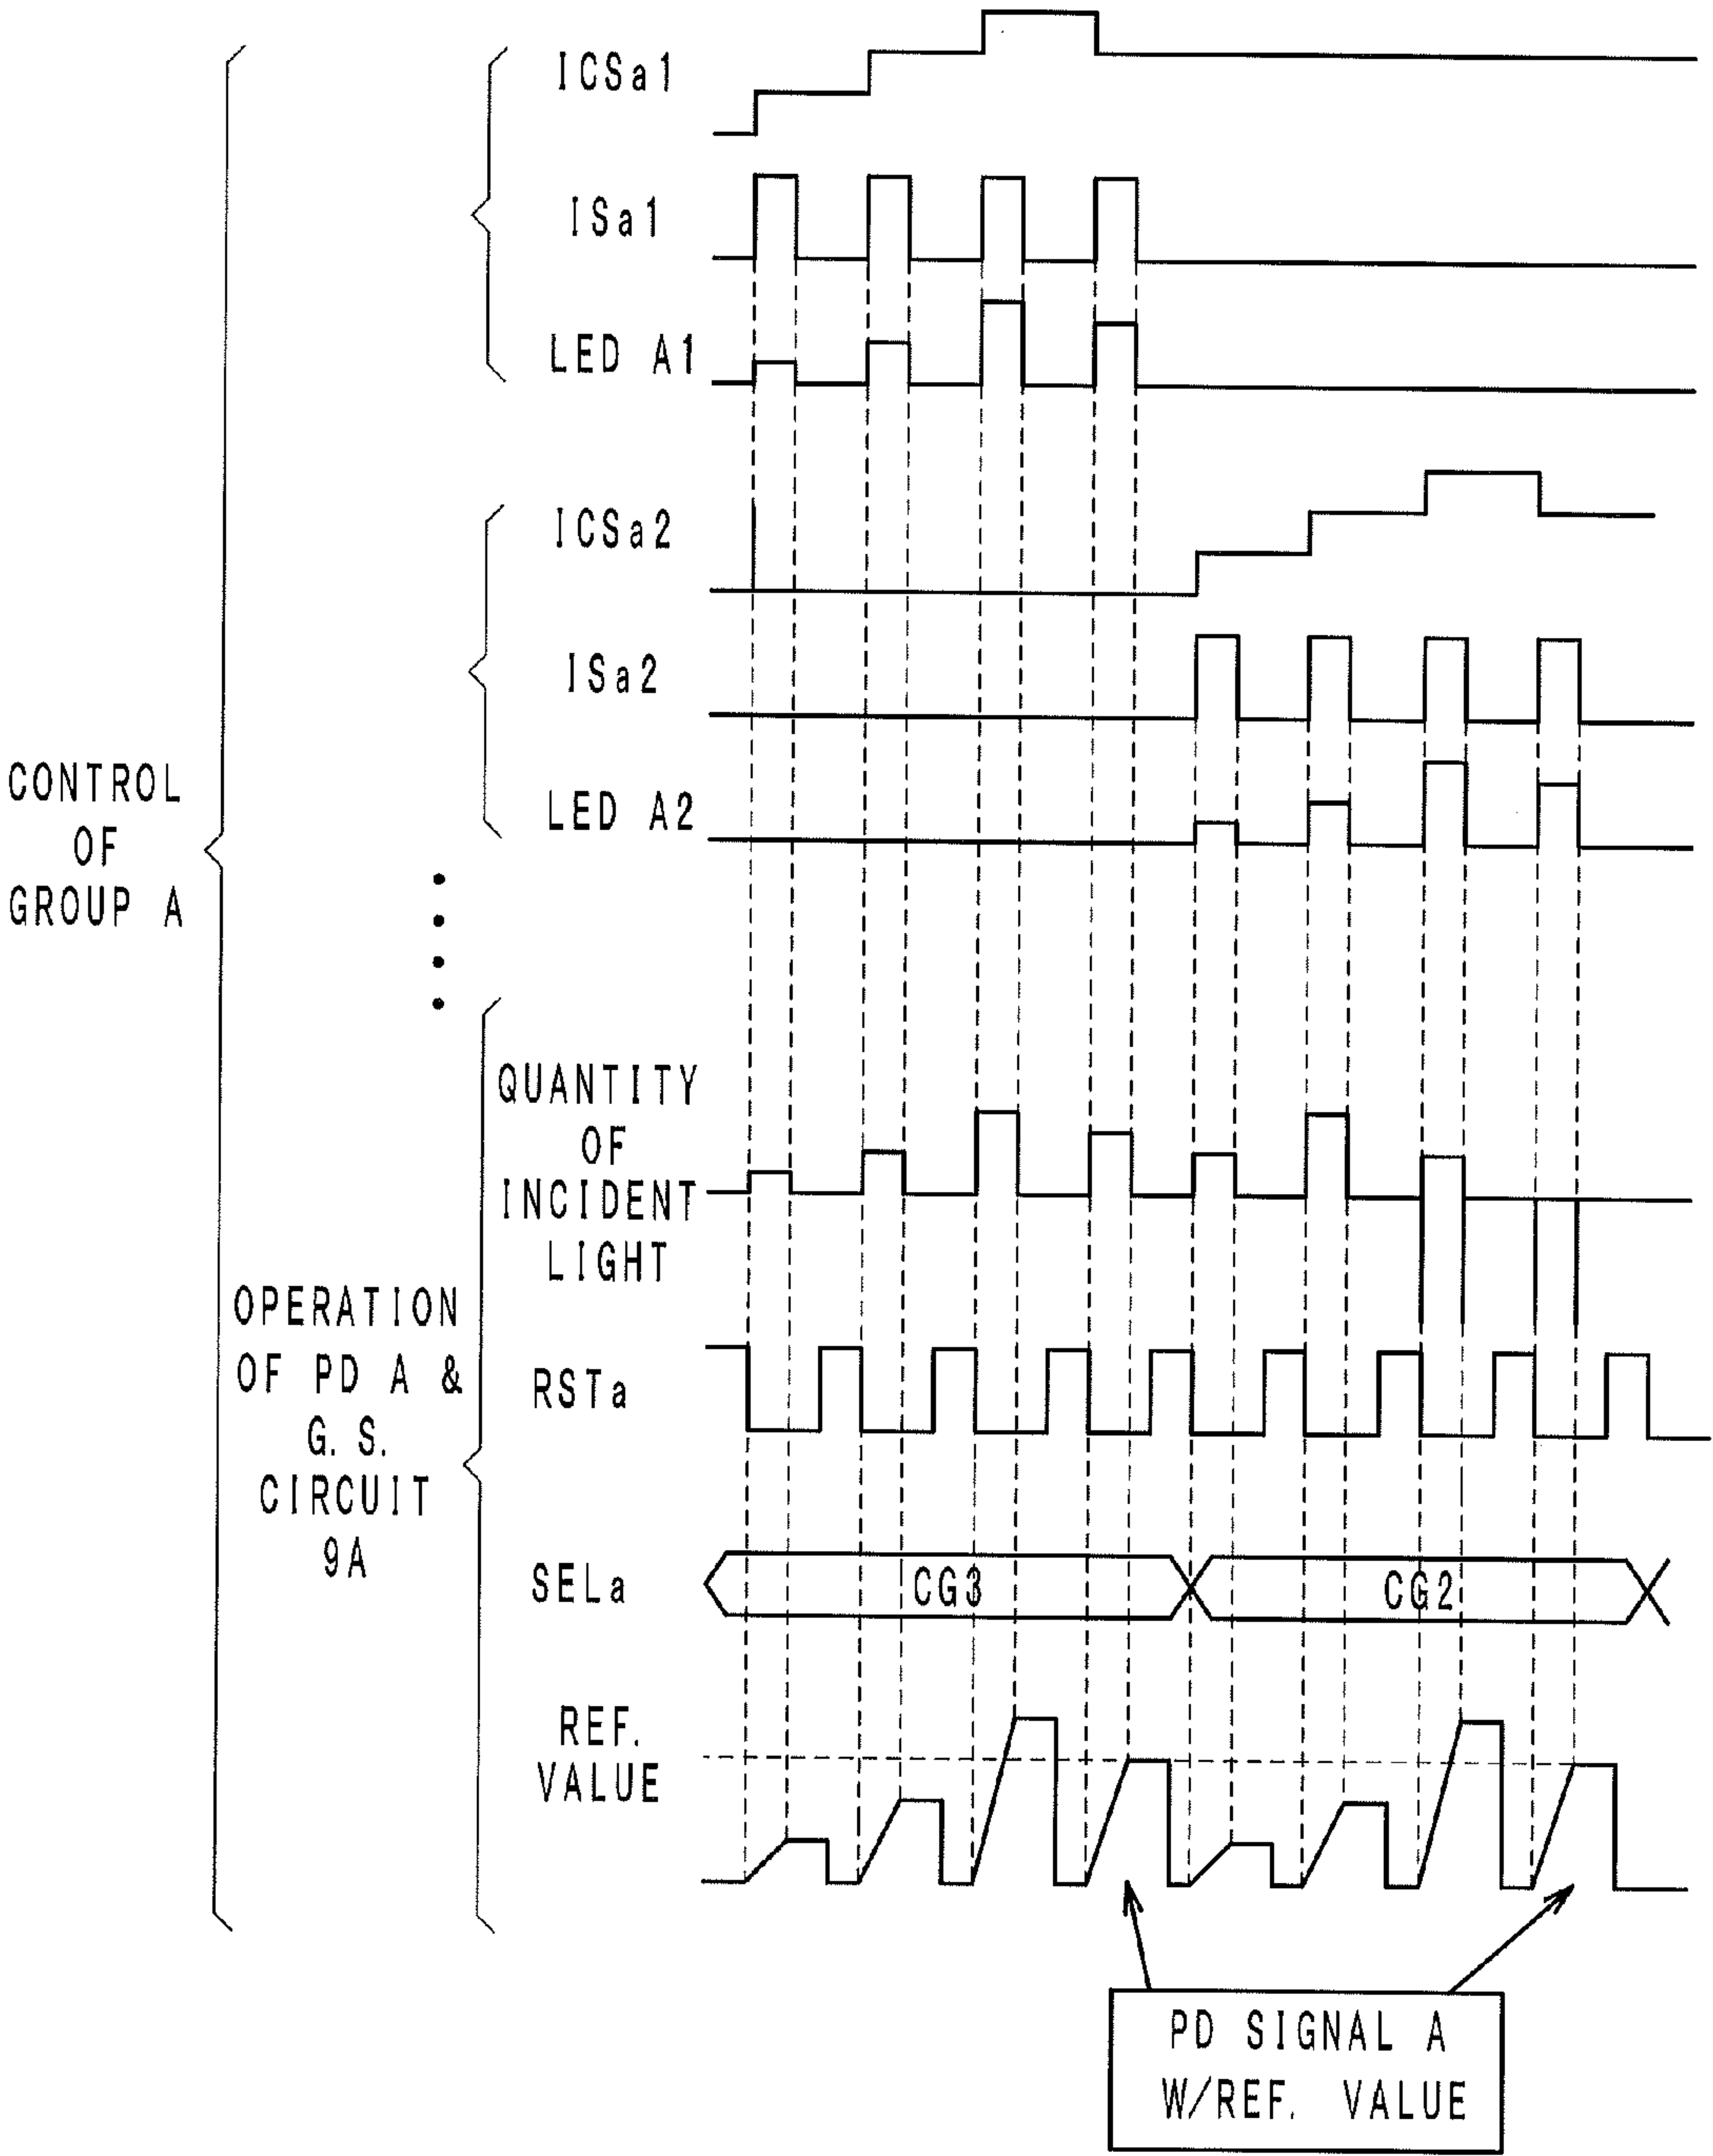 ICSa1
ISa1
LED A1
ICSa2
ISa2
LED A2
CONTROL
OF
GROUP A
QUANTITY
OF
INCIDENT
LIGHT
OPERATION
OF PD A &
G. S.
CIRCUIT
9A
RSTa
SELa
CG3
CG2
REF.
VALUE
PD SIGNAL A
W/REF. VALUE